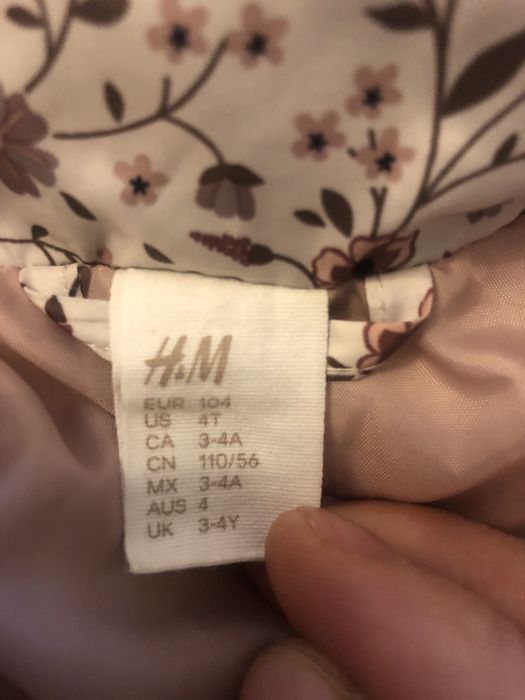 H&M
EUR 104
US 4T
CA 3-4A
CN 110/56
MX 3-4A
AUS 4
UK 3-4Y